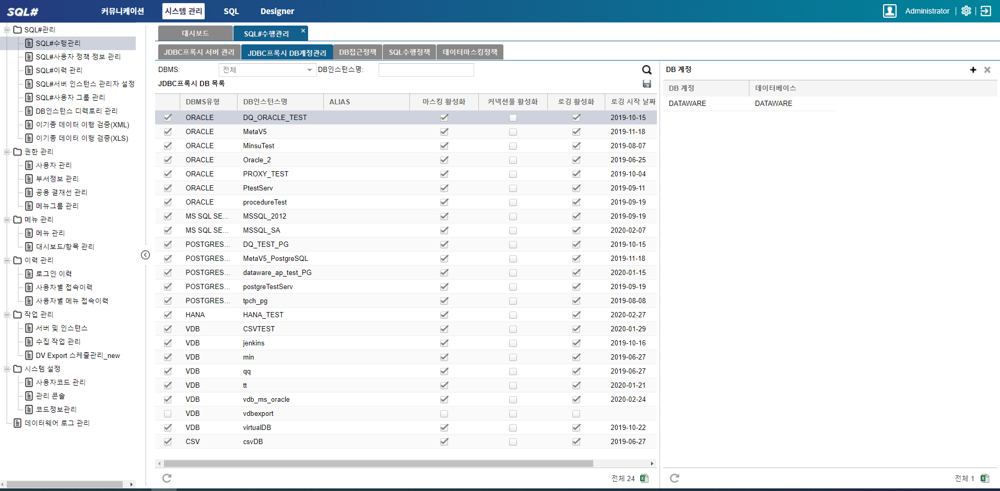 SQL# 커뮤니케이션 시스템 관리 SQL Designer Administrator
SQL#관리
SQL#수행관리
SQL#사용자 정책 정보 관리
SQL#이력 관리
SQL#서버 인스턴스 관리자 설정
SQL#사용자 그룹 관리
DB인스턴스 디렉토리 관리
이기종 데이터 이행 검증(XML)
이기종 데이터 이행 검증(XLS)
권한 관리
사용자 관리
부서정보 관리
공용 결재선 관리
메뉴그룹 관리
메뉴 관리
메뉴 관리
대시보드/항목 관리
이력 관리
로그인 이력
사용자별 접속이력
사용자별 메뉴 접속이력
작업 관리
서버 및 인스턴스
수집 작업 관리
DV Export 스케줄관리_new
시스템 설정
사용자코드 관리
관리 콘솔
코드정보관리
데이터웨어 로그 관리
대시보드 SQL#수행관리
JDBC프록시 서버 관리 JDBC프록시 DB계정관리 DB접근정책 SQL수행정책 데이터마스킹정책
DBMS: 전체 DB인스턴스명:
JDBC프록시 DB 목록
DBMS유형 DB인스턴스명 ALIAS 마스킹 활성화 커넥션풀 활성화 로깅 활성화 로깅 시작 날짜
ORACLE DQ_ORACLE_TEST 2019-10-15
ORACLE MetaV5 2019-11-18
ORACLE MinsuTest 2019-08-07
ORACLE Oracle_2 2019-06-25
ORACLE PROXY_TEST 2019-10-04
ORACLE PtestServ 2019-09-11
ORACLE procedureTest 2019-09-19
MS SQL SE... MSSQL_2012 2019-09-19
MS SQL SE... MSSQL_SA 2020-02-07
POSTGRES... DQ_TEST_PG 2019-10-15
POSTGRES... MetaV5_PostgreSQL 2019-11-18
POSTGRES... dataware_ap_test_PG 2020-01-15
POSTGRES... postgreTestServ 2019-09-19
POSTGRES... tpch_pg 2019-08-08
HANA HANA_TEST 2020-02-27
VDB CSVTEST 2020-01-29
VDB jenkins 2019-10-16
VDB min 2019-06-27
VDB qq 2019-06-27
VDB tt 2020-01-21
VDB vdb_ms_oracle 2020-02-24
VDB vdbexport
VDB virtualDB 2019-10-22
CSV csvDB 2019-06-27
전체 24
DB 계정
DB 계정 데이터베이스
DATAWARE DATAWARE
전체 1